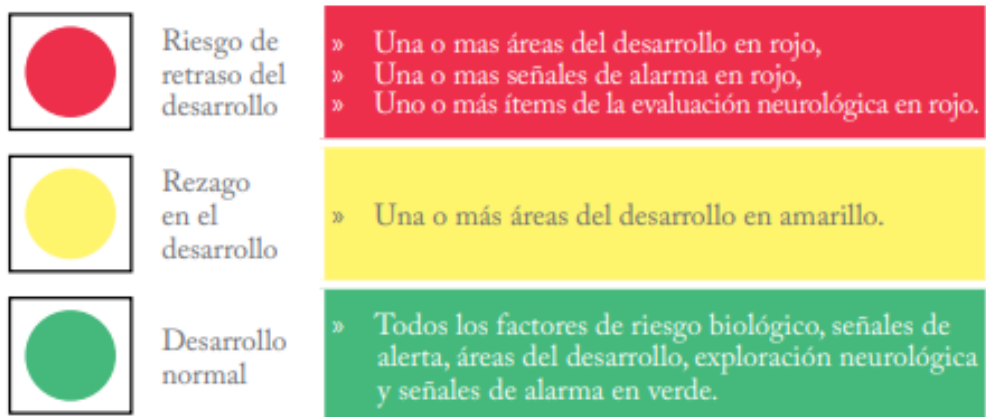 Riesgo de
retraso del
desarrollo
» Una o mas áreas del desarrollo en rojo,
» Una o mas señales de alarma en rojo,
» Uno o más ítems de la evaluación neurológica en rojo.
Rezago
en el
desarrollo
» Una o más áreas del desarrollo en amarillo.
Desarrollo
normal
» Todos los factores de riesgo biológico, señales de
alerta, áreas del desarrollo, exploración neurológica
y señales de alarma en verde.